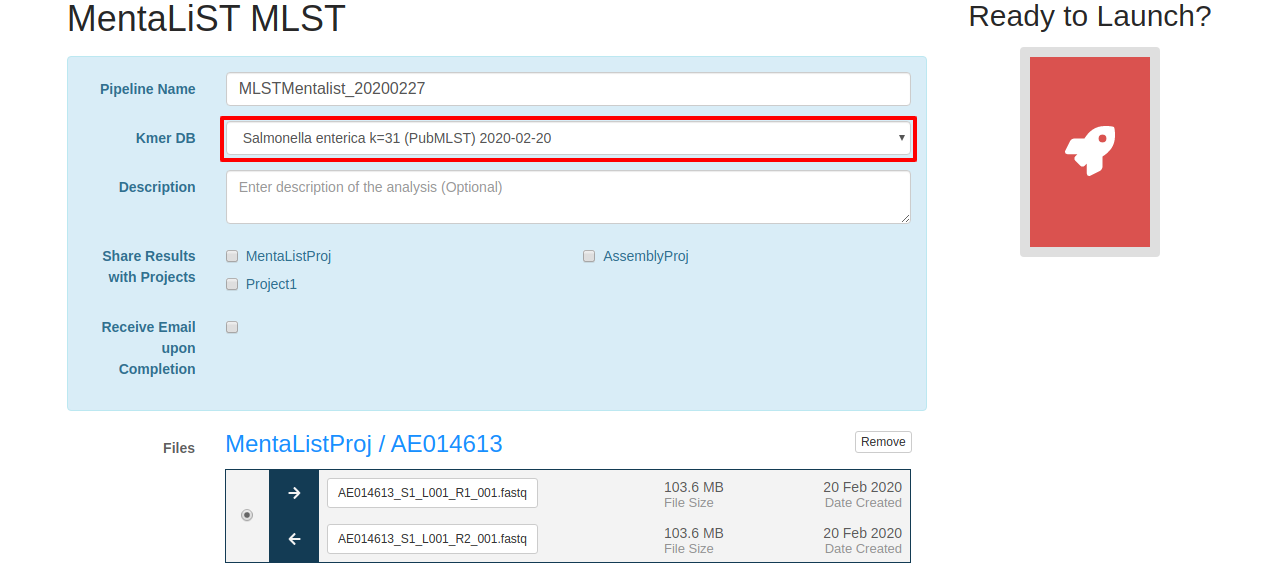 MentaLiST MLST
Ready to Launch?
Pipeline Name
MLSTMentalist_20200227
Kmer DB
Salmonella enterica k=31 (PubMLST) 2020-02-20
Description
Enter description of the analysis (Optional)
Share Results
with Projects
MentaListProj
AssemblyProj
Project1
Receive Email
upon
Completion
Files
MentaListProj / AE014613
Remove
AE014613_S1_L001_R1_001.fastq
103.6 MB
File Size
20 Feb 2020
Date Created
AE014613_S1_L001_R2_001.fastq
103.6 MB
File Size
20 Feb 2020
Date Created